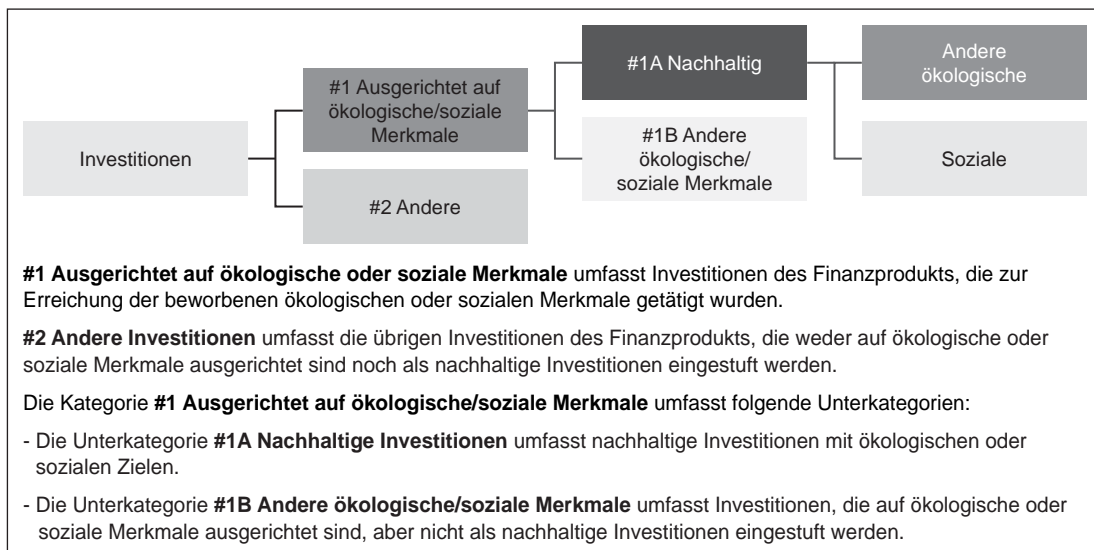 Investitionen
#1 Ausgerichtet auf
ökologische/soziale
Merkmale
#2 Andere
#1A Nachhaltig
#1B Andere
ökologische/
soziale Merkmale
Andere
ökologische
Soziale
#1 Ausgerichtet auf ökologische oder soziale Merkmale umfasst Investitionen des Finanzprodukts, die zur
Erreichung der beworbenen ökologischen oder sozialen Merkmale getätigt wurden.
#2 Andere Investitionen umfasst die übrigen Investitionen des Finanzprodukts, die weder auf ökologische oder
soziale Merkmale ausgerichtet sind noch als nachhaltige Investitionen eingestuft werden.
Die Kategorie #1 Ausgerichtet auf ökologische/soziale Merkmale umfasst folgende Unterkategorien:
- Die Unterkategorie #1A Nachhaltige Investitionen umfasst nachhaltige Investitionen mit ökologischen oder
sozialen Zielen.
- Die Unterkategorie #1B Andere ökologische/soziale Merkmale umfasst Investitionen, die auf ökologische oder
soziale Merkmale ausgerichtet sind, aber nicht als nachhaltige Investitionen eingestuft werden.